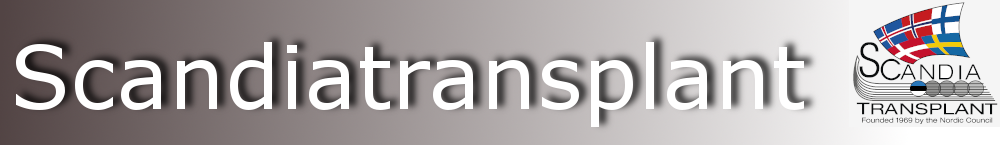 Scandiatransplant
SCANDIA
TRANSPLANT
Founded 1969 by the Nordic Council